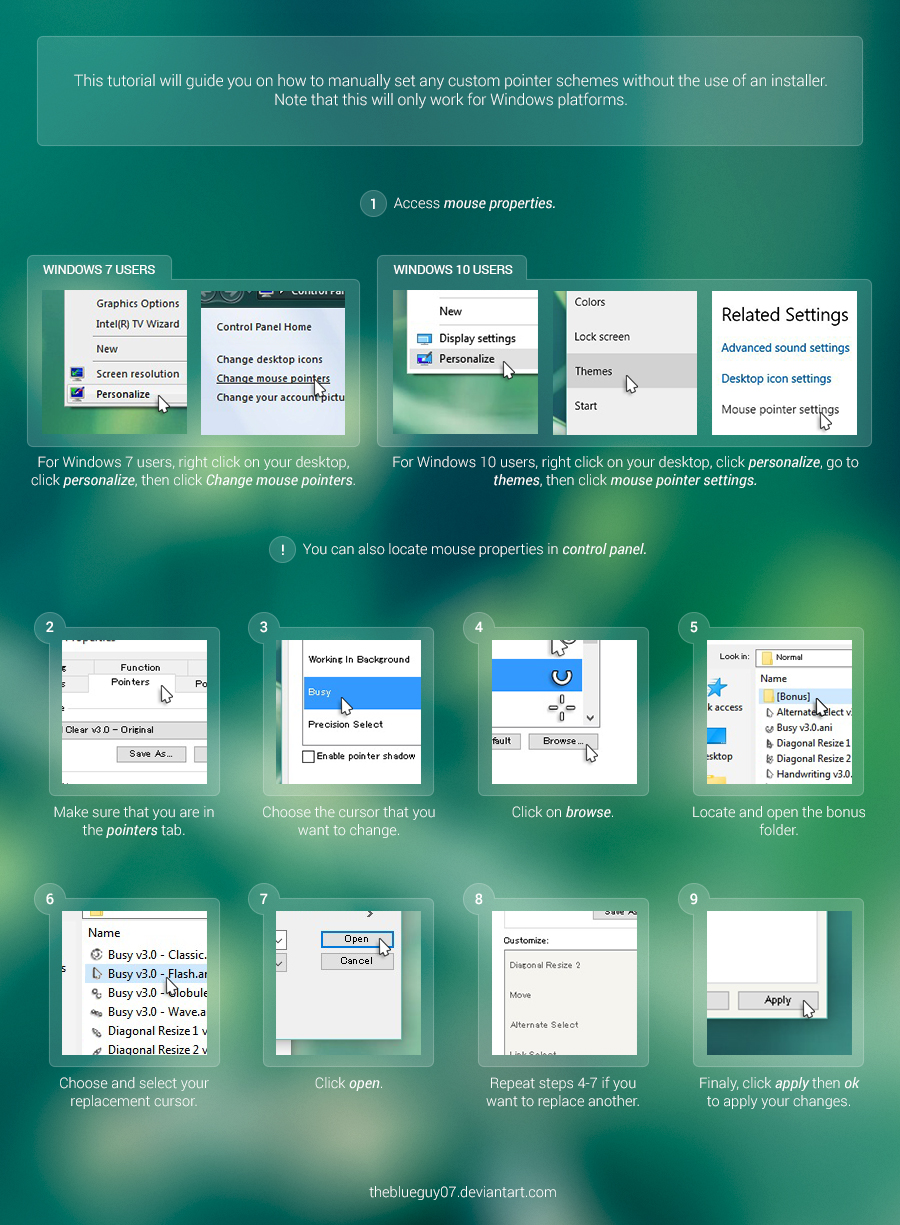 This tutorial will guide you on how to manually set any custom pointer schemes without the use of an installer.
Note that this will only work for Windows platforms.
1 Access mouse properties.
WINDOWS 7 USERS
Graphics Options
Intel(R) TV Wizard
New
Screen resolution
Personalize
Control Panel Home
Change desktop icons
Change mouse pointers
Change your account pictu
For Windows 7 users, right click on your desktop,
click personalize, then click Change mouse pointers.
WINDOWS 10 USERS
New
Display settings
Personalize
Colors
Lock screen
Themes
Start
Related Settings
Advanced sound settings
Desktop icon settings
Mouse pointer settings
For Windows 10 users, right click on your desktop, click personalize, go to
themes, then click mouse pointer settings.
! You can also locate mouse properties in control panel.
2
Function
Pointers
Po
Clear v3.0 - Original
Save As...
Make sure that you are in
the pointers tab.
3
Working In Background
Busy
Precision Select
Enable pointer shadow
Choose the cursor that you
want to change.
4
fault
Browse...
Click on browse.
5
Look in:
Normal
Name
k access
[Bonus]
Alternate Select v.
Busy v3.0.ani
Diagonal Resize 1
esktop
Diagonal Resize 2
Handwriting v3.0.
Locate and open the bonus
folder.
6
Name
Busy v3.0 - Classic.
Busy v3.0 - Flash.an
Busy v3.0 - Globule
Busy v3.0 - Wave.a
Diagonal Resize 1 v
Diagonal Resize 2 v
Choose and select your
replacement cursor.
7
Open
Cancel
Click open.
8
Save As
Customize:
Diagonal Resize 2
Move
Alternate Select
Link Select
Repeat steps 4-7 if you
want to replace another.
9
Apply
Finaly, click apply then ok
to apply your changes.
theblueguy07.deviantart.com